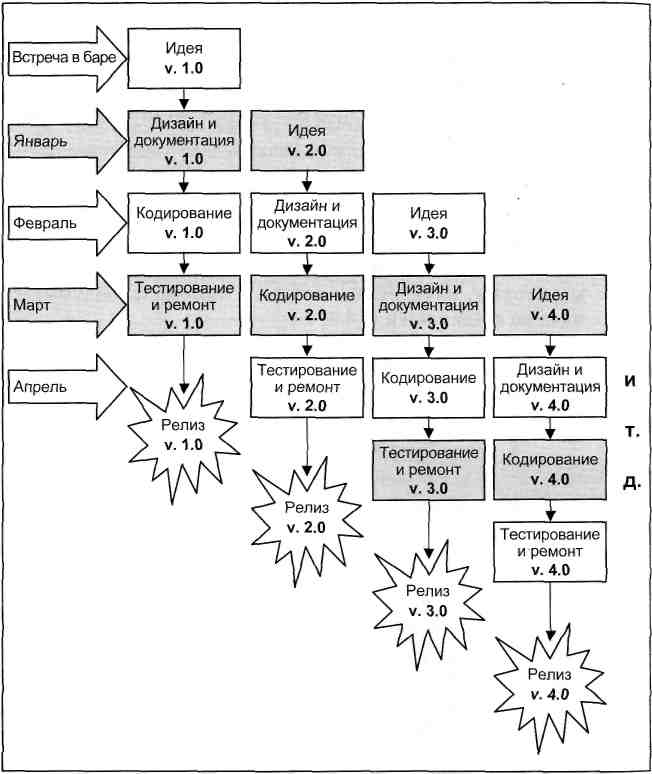 Встреча в баре
Идея
v. 1.0
Январь
Дизайн и
документация
v. 1.0
Идея
v. 2.0
Февраль
Кодирование
v. 1.0
Дизайн и
документация
v. 2.0
Идея
v. 3.0
Март
Тестирование
и ремонт
v. 1.0
Кодирование
v. 2.0
Дизайн и
документация
v. 3.0
Идея
v. 4.0
Апрель
Релиз
v. 1.0
Тестирование
и ремонт
v. 2.0
Кодирование
v. 3.0
Дизайн и
документация
v. 4.0
и
т.
д.
Релиз
v. 2.0
Тестирование
и ремонт
v. 3.0
Кодирование
v. 4.0
Релиз
v. 3.0
Тестирование
и ремонт
v. 4.0
Релиз
v. 4.0